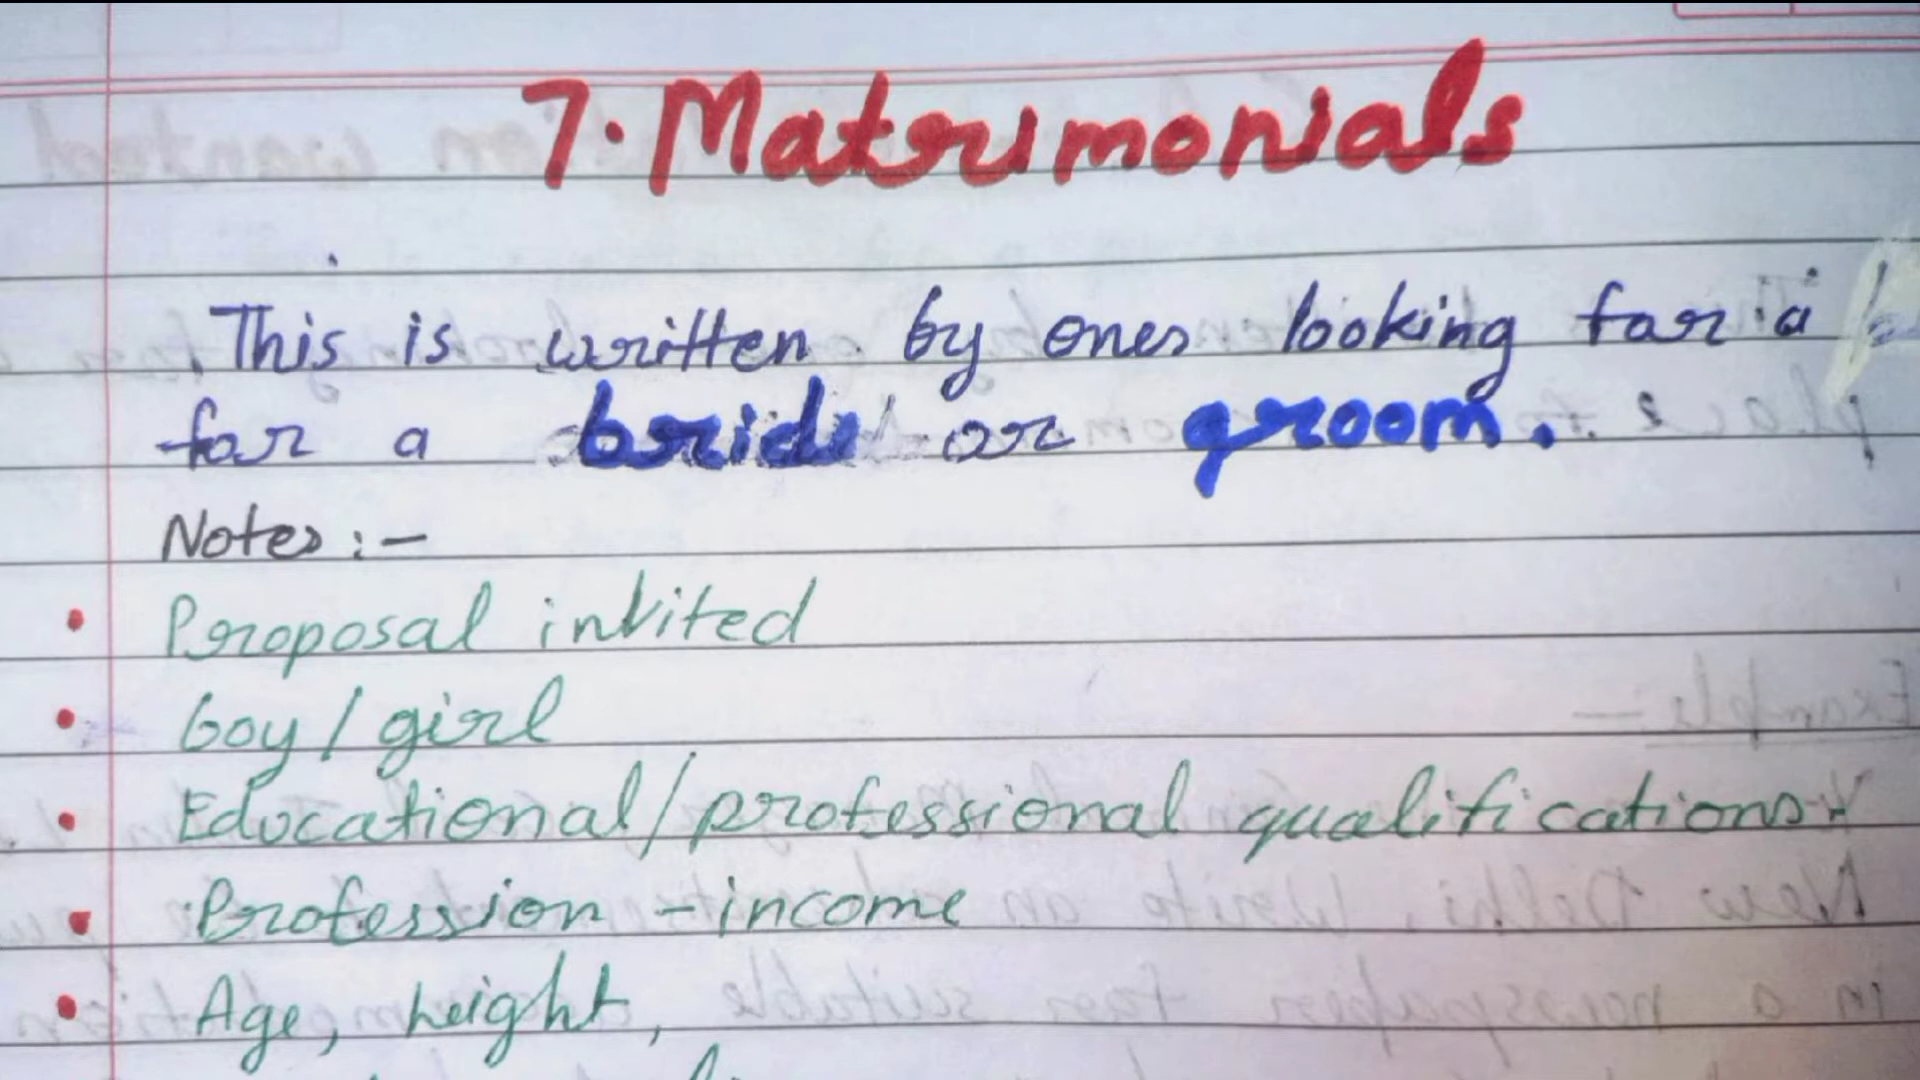 7. Matrimonials
This is written by ones looking for a
for a bride or groom.
Notes :-
• Proposal invited
• boy / girl
• Educational / professional qualifications.
• Profession - income
• Age, height,